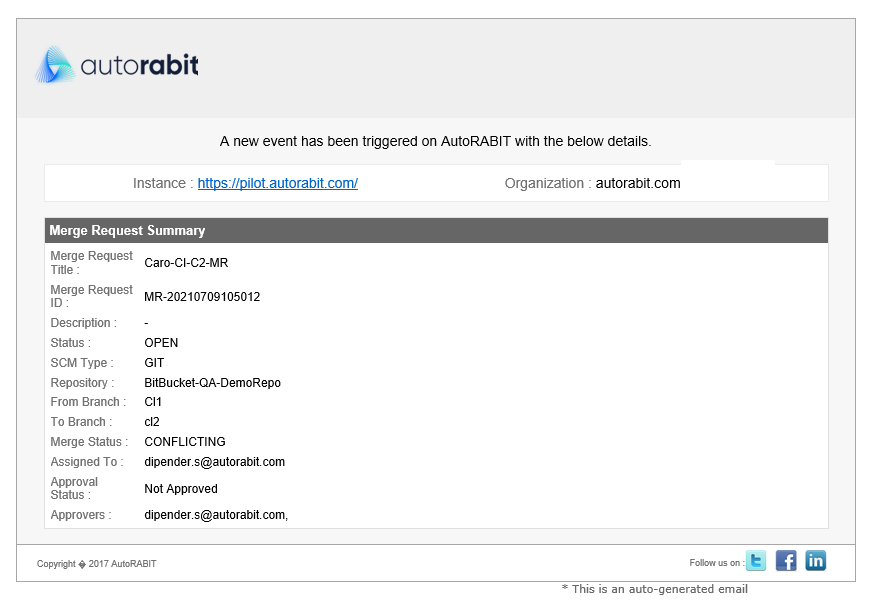 autorabit
A new event has been triggered on AutoRABIT with the below details.
Instance : https://pilot.autorabit.com/ Organization : autorabit.com
Merge Request Summary
Merge Request
Title : Caro-CI-C2-MR
Merge Request
ID : MR-20210709105012
Description : -
Status : OPEN
SCM Type : GIT
Repository : BitBucket-QA-DemoRepo
From Branch : CI1
To Branch : cI2
Merge Status : CONFLICTING
Assigned To : dipender.s@autorabit.com
Approval
Status : Not Approved
Approvers : dipender.s@autorabit.com,
Copyright � 2017 AutoRABIT Follow us on :
* This is an auto-generated email